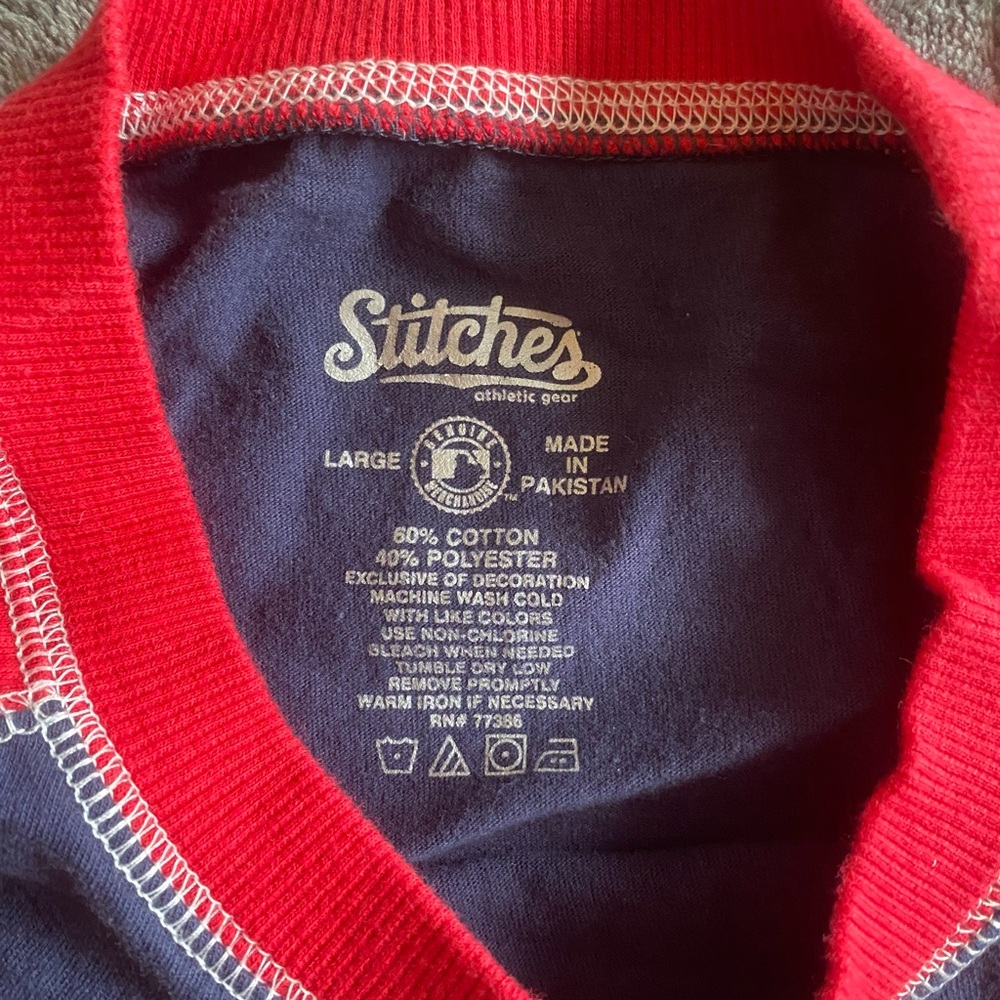 Stitches
athletic gear
LARGE
GENUINE
MERCHANDISE
™
MADE
IN
PAKISTAN
60% COTTON
40% POLYESTER
EXCLUSIVE OF DECORATION
MACHINE WASH COLD
WITH LIKE COLORS
USE NON-CHLORINE
BLEACH WHEN NEEDED
TUMBLE DRY LOW
REMOVE PROMPTLY
WARM IRON IF NECESSARY
RN# 77386